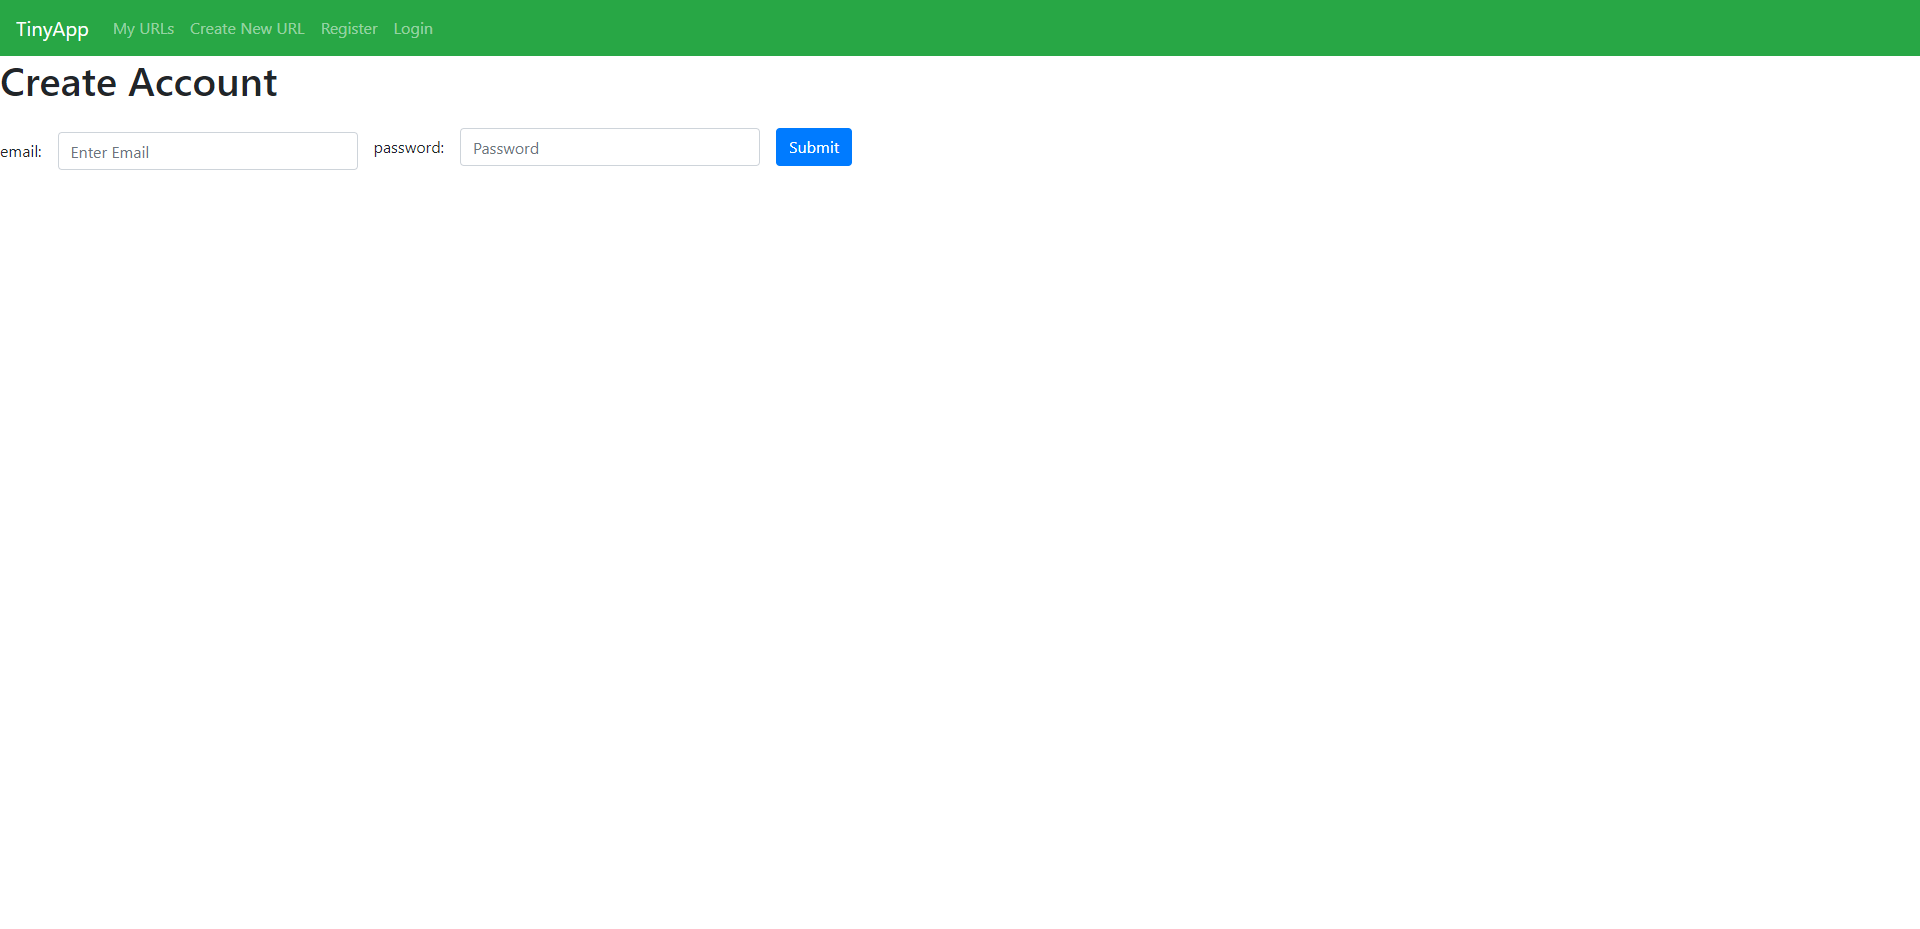 TinyApp My URLs Create New URL Register Login
Create Account
email: Enter Email password: Password Submit